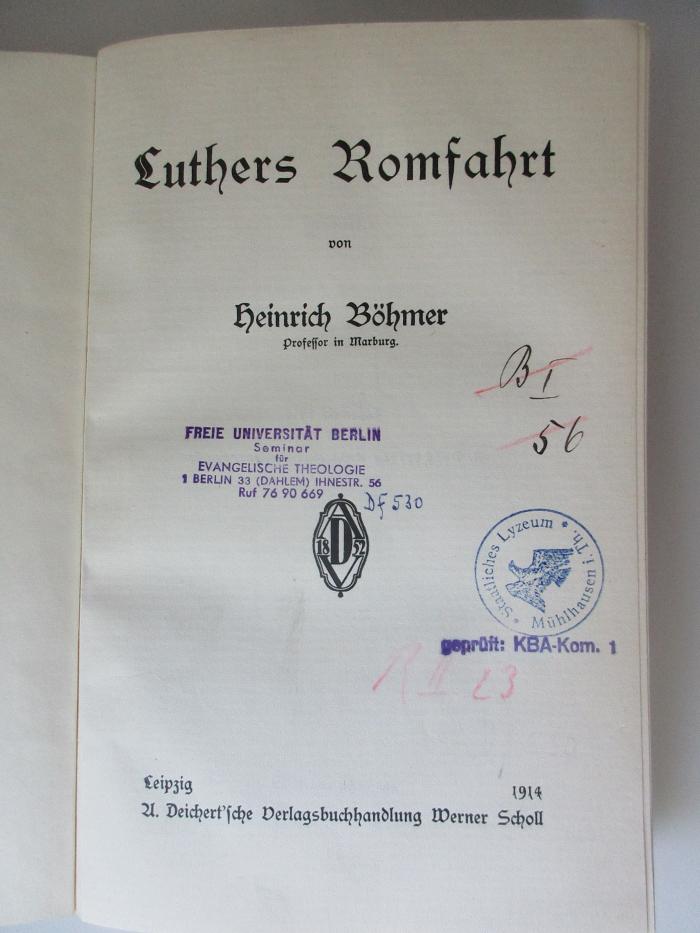 Luthers Romfahrt
von
Heinrich Böhmer
Professor in Marburg.
B I
56
FREIE UNIVERSITÄT BERLIN
Seminar
für
EVANGELISCHE THEOLOGIE
1 BERLIN 33 (DAHLEM) IHNESTR. 56
Ruf 76 90 669
Df 530
18 D 52
* Staatliches Lyzeum * Mühlhausen i. Th.
geprüft: KBA-Kom. 1
R II 23
Leipzig 1914
A. Deichert'sche Verlagsbuchhandlung Werner Scholl